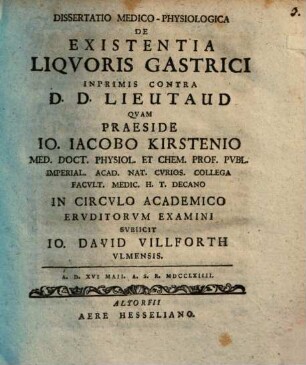 DISSERTATIO MEDICO-PHYSIOLOGICA
DE
EXISTENTIA
LIQVORIS GASTRICI
INPRIMIS CONTRA
D. D. LIEUTAUD
QVAM
PRAESIDE
IO. IACOBO KIRSTENIO
MED. DOCT. PHYSIOL. ET CHEM. PROF. PVBL.
IMPERIAL. ACAD. NAT. CVRIOS. COLLEGA
FACVLT. MEDIC. H. T. DECANO
IN CIRCVLO ACADEMICO
ERVDITORVM EXAMINI
SVBIICIT
IO. DAVID VILLFORTH
VLMENSIS.
A. D. XVI MAII. A. S. R. MDCCLXIIII.
ALTORFII
AERE HESSELIANO.